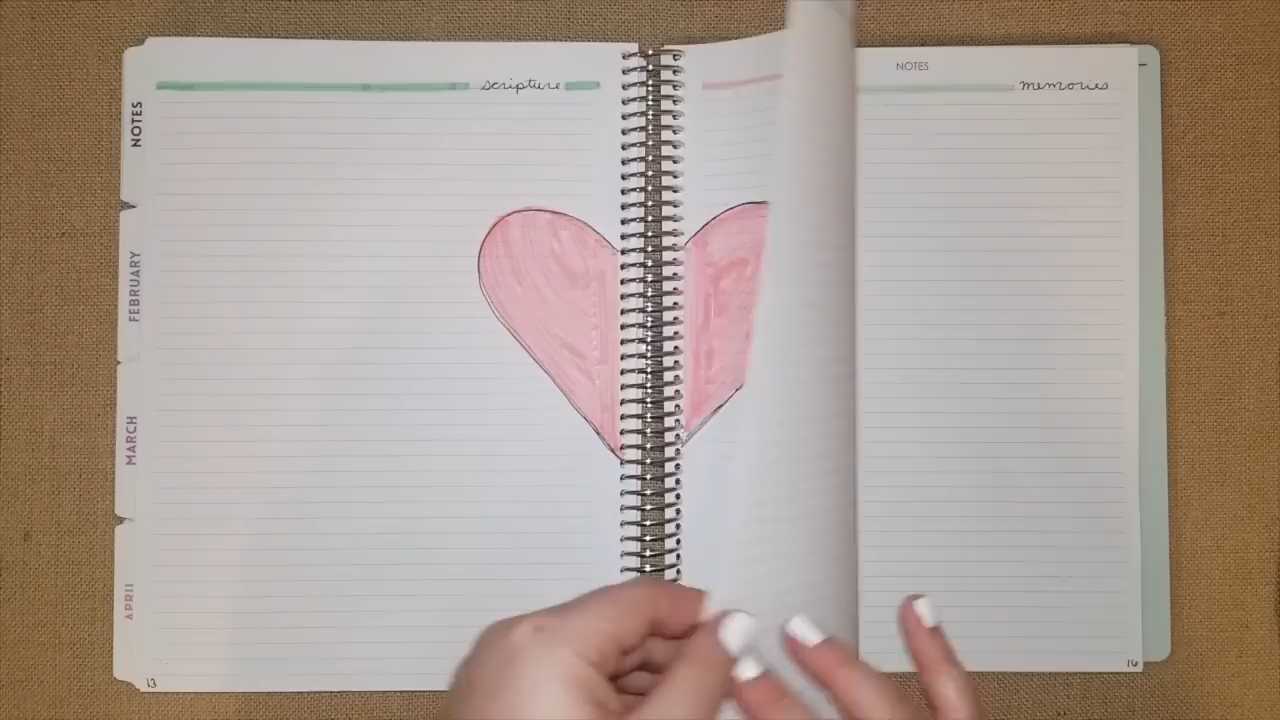 scripture
NOTES
FEBRUARY
MARCH
APRIL
13
NOTES
memories
16